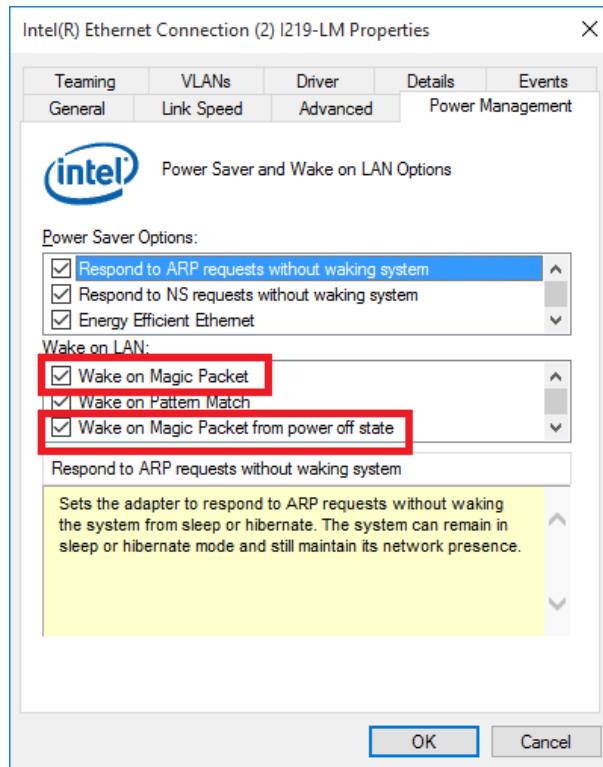 Intel(R) Ethernet Connection (2) I219-LM Properties
Teaming VLANs Driver Details Events
General Link Speed Advanced Power Management
intel Power Saver and Wake on LAN Options
Power Saver Options:
Respond to ARP requests without waking system
Respond to NS requests without waking system
Energy Efficient Ethernet
Wake on LAN:
Wake on Magic Packet
Wake on Pattern Match
Wake on Magic Packet from power off state
Respond to ARP requests without waking system
Sets the adapter to respond to ARP requests without waking
the system from sleep or hibernate. The system can remain in
sleep or hibernate mode and still maintain its network presence.
OK Cancel